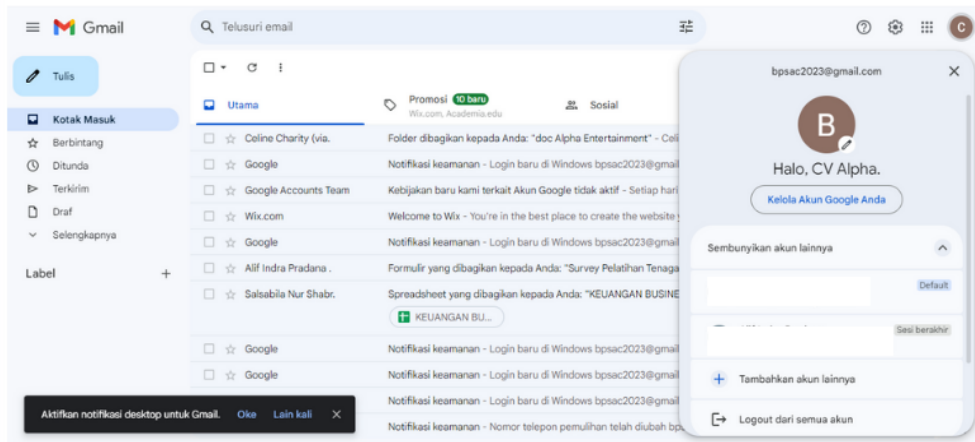 Gmail
Telusuri email
C
Tulis
Kotak Masuk
Berbintang
Ditunda
Terkirim
Draf
Selengkapnya
Label
Utama
Promosi 10 baru
Wix.com, Academia.edu
Sosial
Celine Charity (via. Folder dibagikan kepada Anda: "doc Alpha Entertainment" - Celi
Google Notifikasi keamanan - Login baru di Windows bpsac2023@gmail
Google Accounts Team Kebijakan baru kami terkait Akun Google tidak aktif - Setiap hari
Wix.com Welcome to Wix - You're in the best place to create the website
Google Notifikasi keamanan - Login baru di Windows bpsac2023@gmail
Alif Indra Pradana . Formulir yang dibagikan kepada Anda: "Survey Pelatihan Tenaga
Salsabila Nur Shabr. Spreadsheet yang dibagikan kepada Anda: "KEUANGAN BUSINE
KEUANGAN BU...
Google Notifikasi keamanan - Login baru di Windows bpsac2023@gmail
Google Notifikasi keamanan - Login baru di Windows bpsac2023@gmail
Notifikasi keamanan - Login baru di Windows bpsac2023@gmail
Notifikasi keamanan - Nomor telepon pemulihan telah diubah
Aktifkan notifikasi desktop untuk Gmail. Oke Lain kali
bpsac2023@gmail.com
B
Halo, CV Alpha.
Kelola Akun Google Anda
Sembunyikan akun lainnya
Default
Sesi berakhir
Tambahkan akun lainnya
Logout dari semua akun